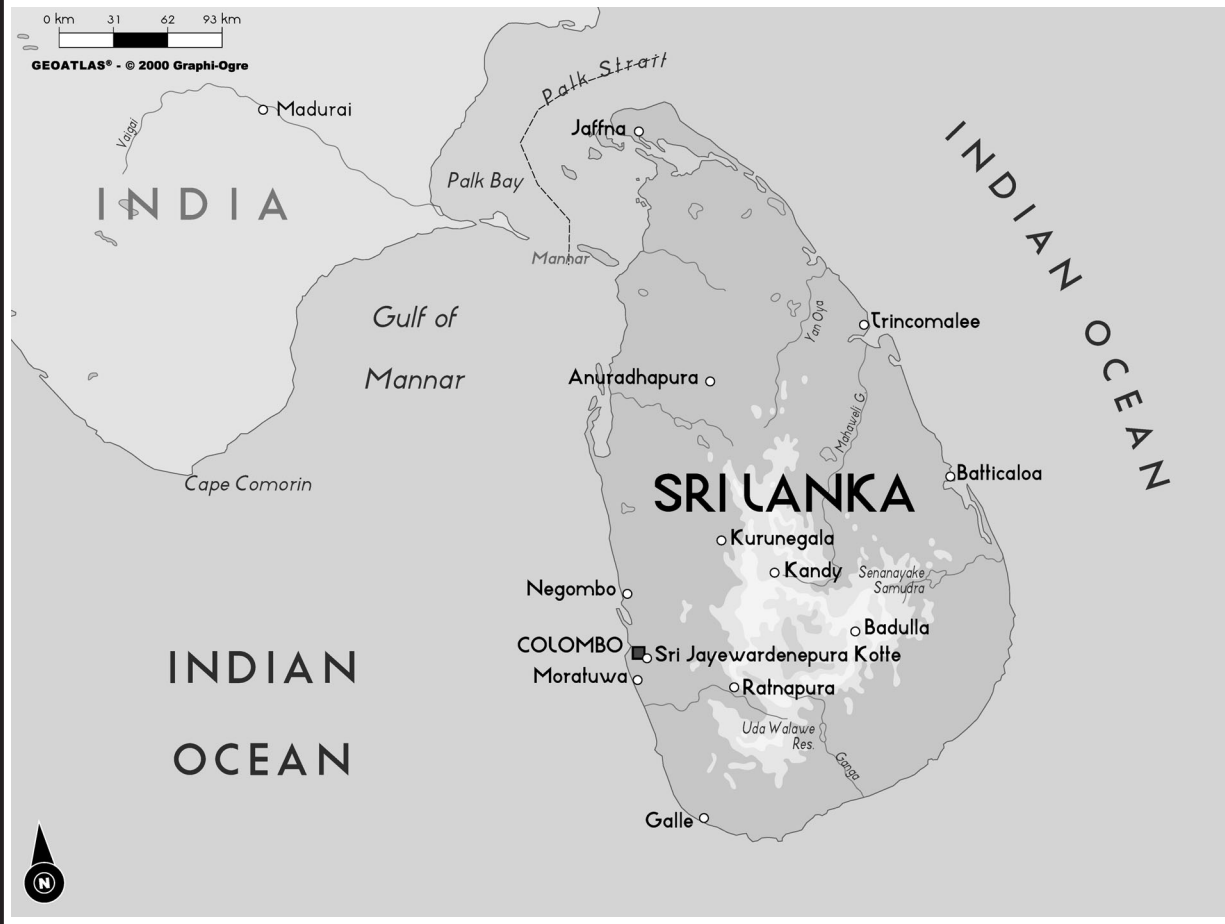 0 km 31 62 93 km
GEOATLAS® - © 2000 Graphi-Ogre
Palk Strait
Madurai
Vaigai
Jaffna
Palk Bay
INDIA
INDIAN OCEAN
Mannar
Gulf of
Mannar
Yan Oya
Trincomalee
Anuradhapura
Mahaweli G.
Cape Comorin
Batticaloa
SRI LANKA
Kurunegala
Kandy
Senanayake
Samudra
Negombo
Badulla
COLOMBO
Sri Jayewardenepura Kotte
Moratuwa
Ratnapura
INDIAN
OCEAN
Uda Walawe
Res.
Ganga
Galle
N